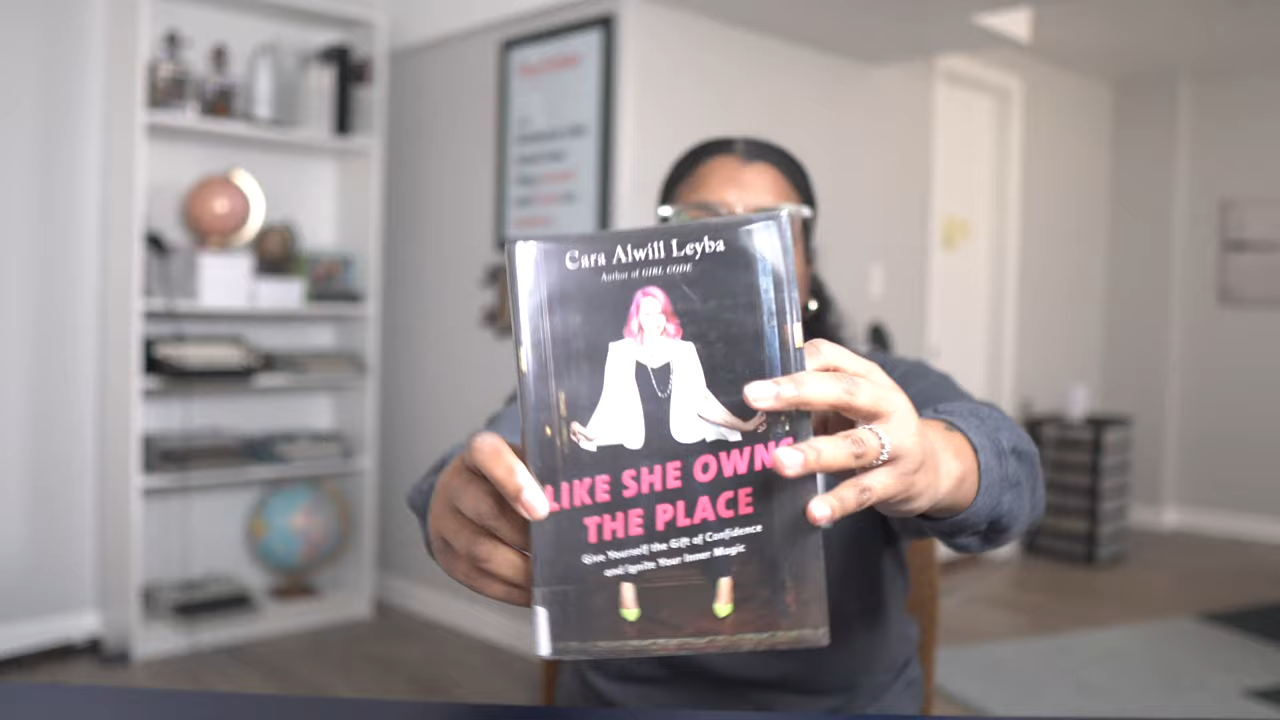 Cara Alwill Leyba
Author of GIRL CODE
LIKE SHE OWNS
THE PLACE
Give Yourself the Gift of Confidence
and Ignite Your Inner Magic